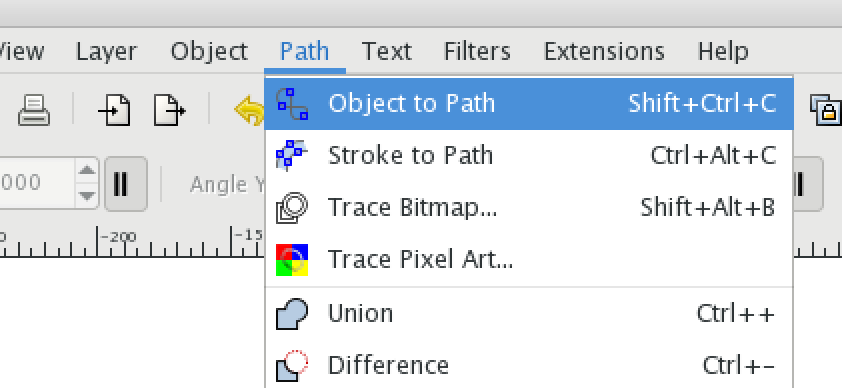 View Layer Object Path Text Filters Extensions Help
Object to Path Shift+Ctrl+C
Stroke to Path Ctrl+Alt+C
000 Angle Y
Trace Bitmap... Shift+Alt+B
-200 -15
Trace Pixel Art...
Union Ctrl++
Difference Ctrl+-